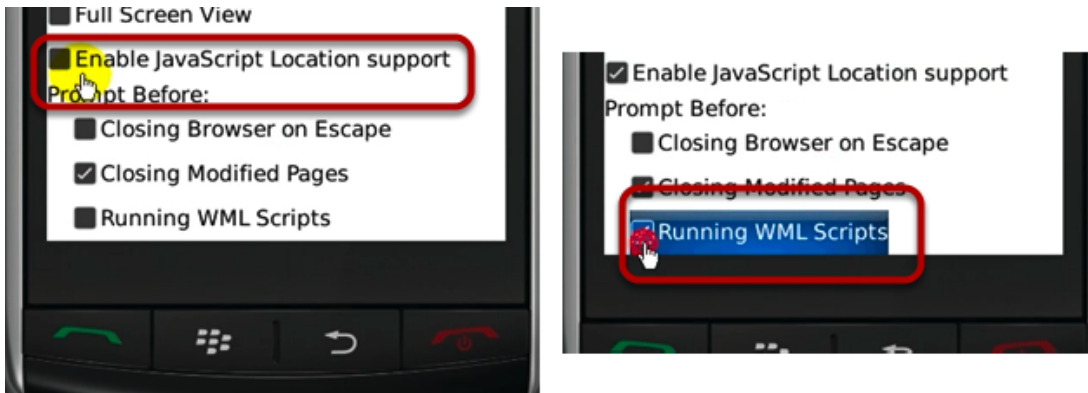 Full Screen View
Enable JavaScript Location support
Prompt Before:
Closing Browser on Escape
Closing Modified Pages
Running WML Scripts
Enable JavaScript Location support
Prompt Before:
Closing Browser on Escape
Closing Modified Pages
Running WML Scripts